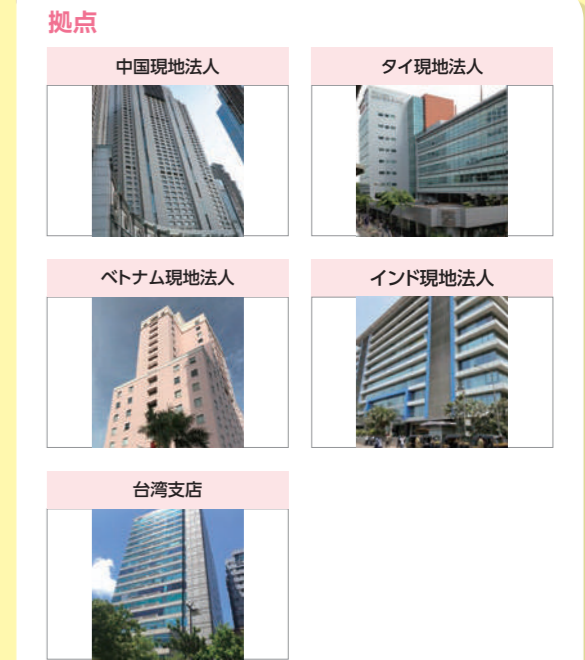 拠点
中国現地法人
タイ現地法人
ベトナム現地法人
インド現地法人
台湾支店